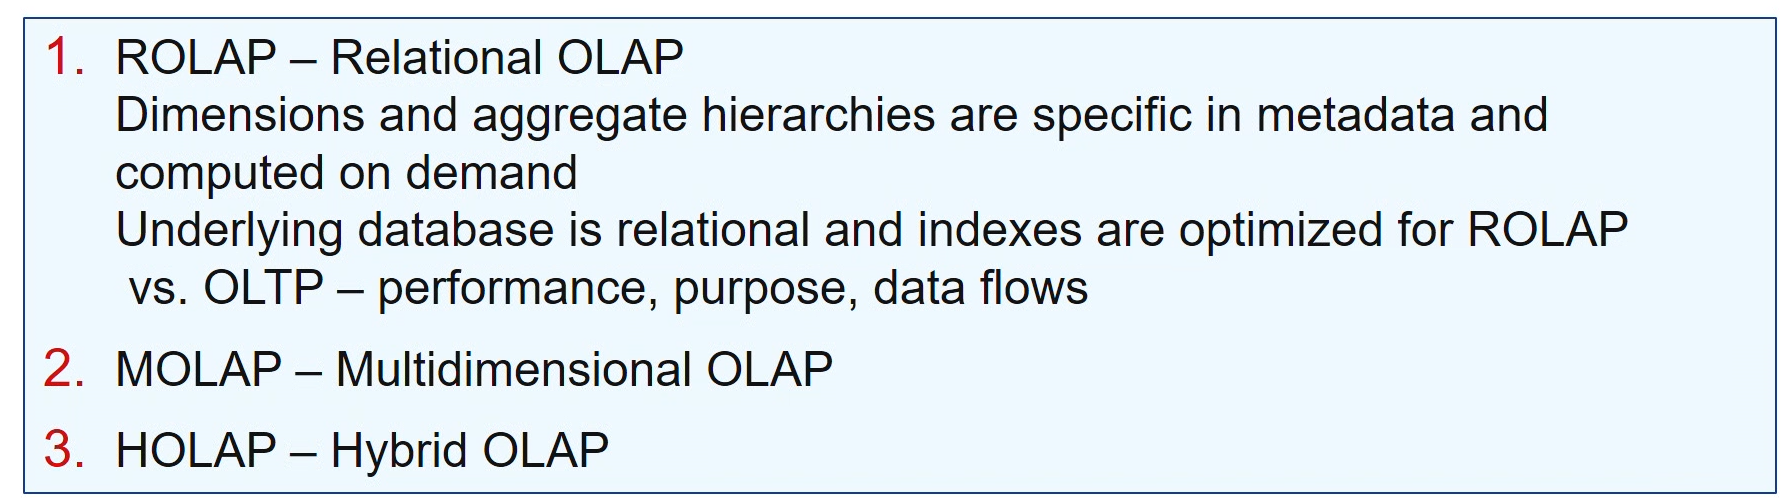 1. ROLAP – Relational OLAP
Dimensions and aggregate hierarchies are specific in metadata and
computed on demand
Underlying database is relational and indexes are optimized for ROLAP
vs. OLTP – performance, purpose, data flows
2. MOLAP – Multidimensional OLAP
3. HOLAP – Hybrid OLAP